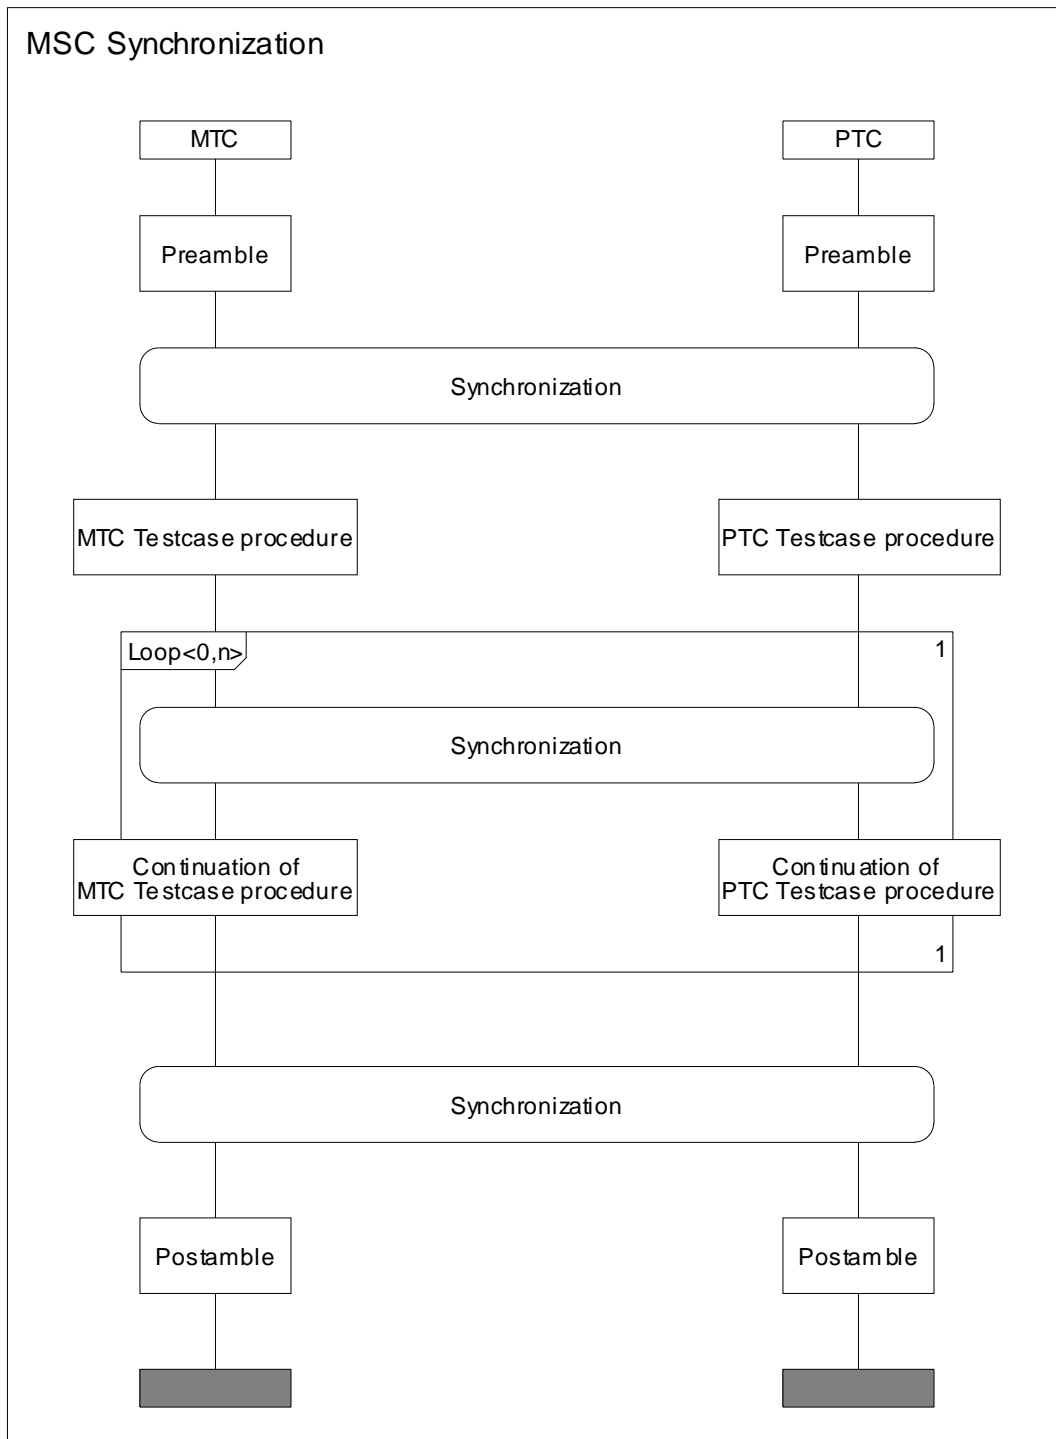 MSC Synchronization
MTC
PTC
Preamble
Preamble
Synchronization
MTC Testcase procedure
PTC Testcase procedure
Loop<0,n>
1
Synchronization
Continuation of
MTC Testcase procedure
Continuation of
PTC Testcase procedure
1
Synchronization
Postamble
Postamble